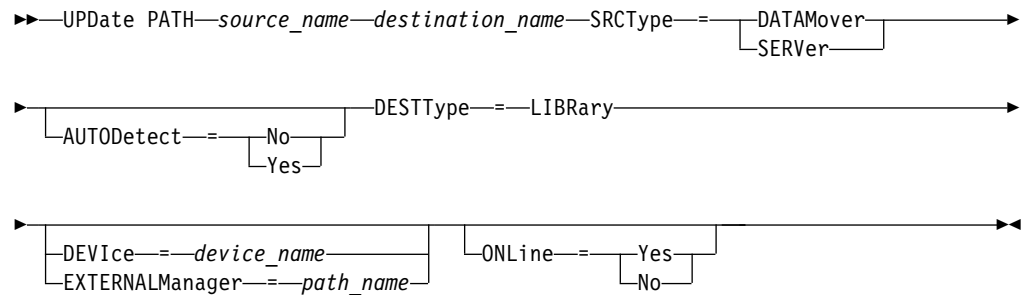 UPDate PATH source_name destination_name SRCType = DATAMover
SERVer
AUTODetect = No
Yes
DESTType = LIBRary
DEVIce = device_name
EXTERNALManager = path_name
ONLine = Yes
No